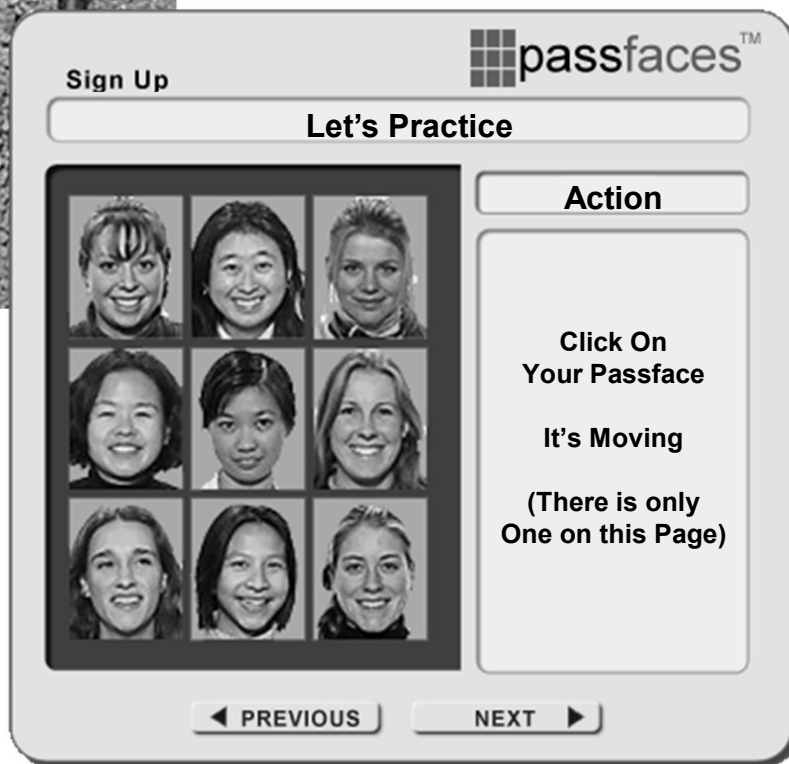 passfaces™
Sign Up
Let's Practice
Action
Click On
Your Passface
It's Moving
(There is only
One on this Page)
PREVIOUS
NEXT